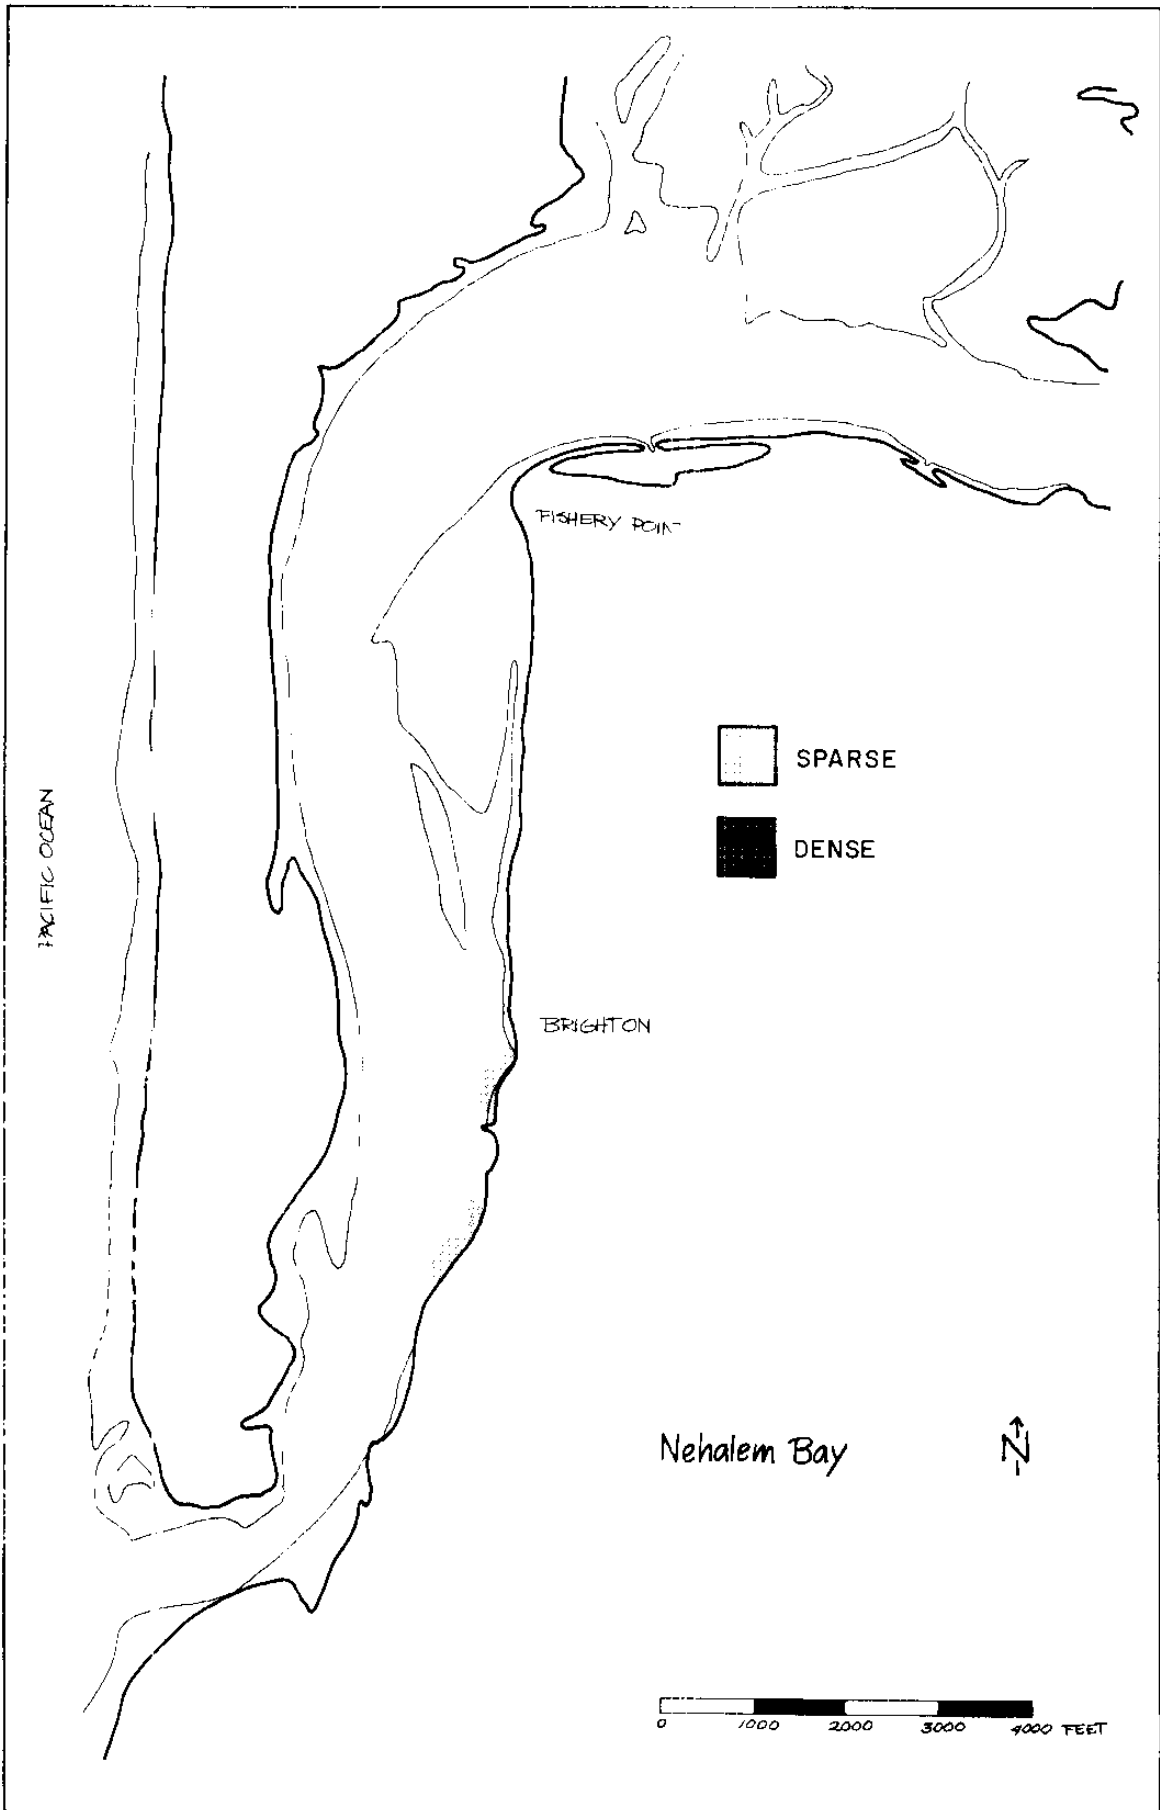 FISHERY POINT
SPARSE
DENSE
PACIFIC OCEAN
BRIGHTON
Nehalem Bay
N
0 1000 2000 3000 4000 FEET